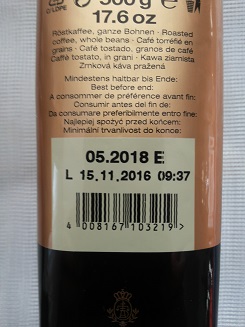 C/LDPE 500 g e
17.6 oz
Röstkaffee, ganze Bohnen · Roasted
coffee, whole beans · Café torréfié en
grains · Café tostado, granos de café
Caffè tostato, in grani · Kawa ziarnista
Zrnková káva pražená
Mindestens haltbar bis Ende:
Best before End:
A consommer de préférence avant fin:
Consumir antes del fin de:
Da consumare preferibilmente entro fine:
Najlepiej spożyć przed końcem:
Minimální trvanlivost do konce:
05.2018 E
L 15.11.2016 09:37
4 008167 103219 >